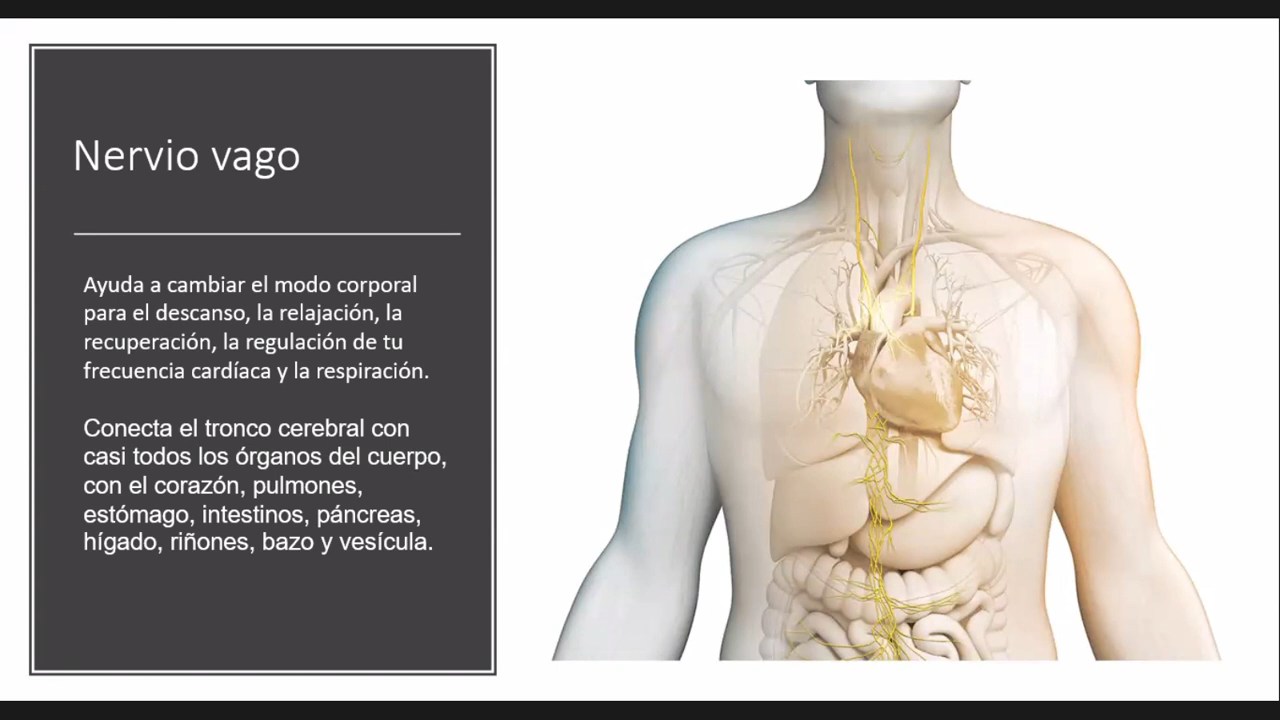 Nervio vago
Ayuda a cambiar el modo corporal
para el descanso, la relajación, la
recuperación, la regulación de tu
frecuencia cardíaca y la respiración.
Conecta el tronco cerebral con
casi todos los órganos del cuerpo,
con el corazón, pulmones,
estómago, intestinos, páncreas,
hígado, riñones, bazo y vesícula.